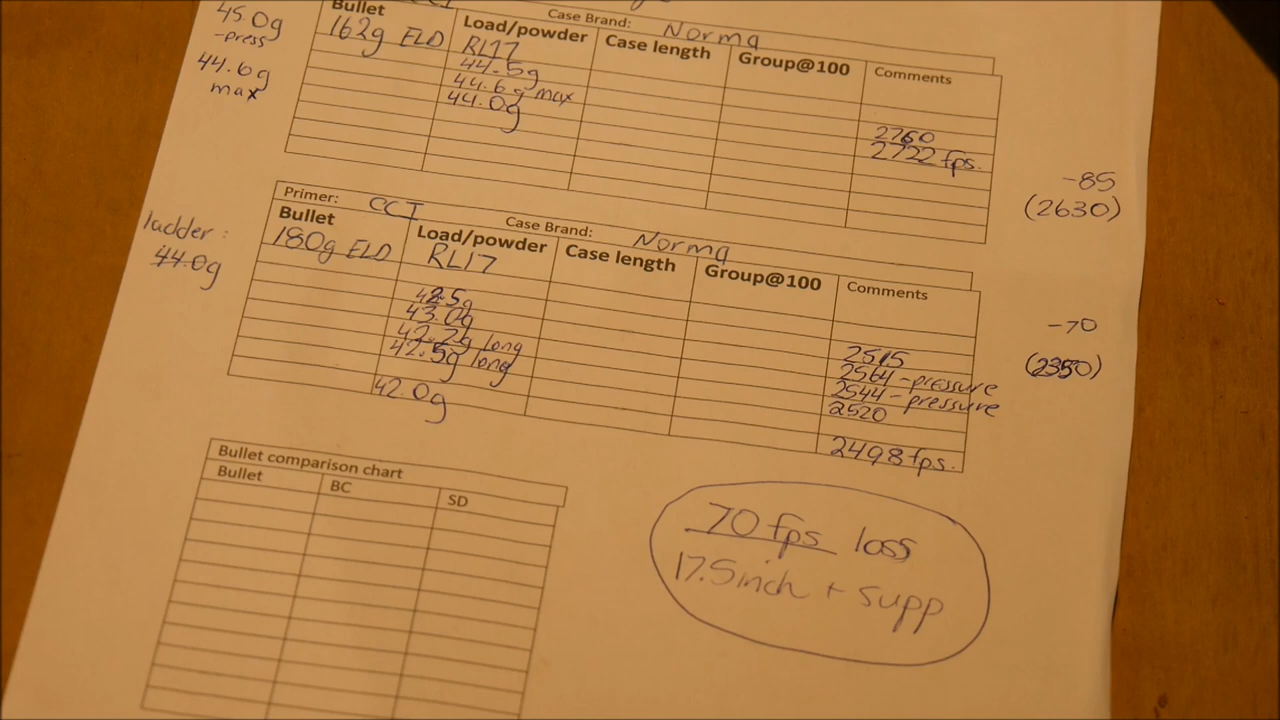 45.0g
-press
44.6g
max
Case Brand: Norma
Bullet Load/powder Case length Group@100 Comments
162g ELD RL17
44.5g
44.6g max 2760
44.0g 2722 fps.
-85
(2630)
Primer: CCI Case Brand: Norma
Bullet Load/powder Case length Group@100 Comments
180g ELD RL17
ladder:
44.0g
42.5g 2515
43.0g 2564 - pressure
42.2g long 2544 - pressure
42.5g long 2520
42.0g 2498 fps.
-70
(2350)
Bullet comparison chart
Bullet BC SD
70 fps loss
17.5inch + supp